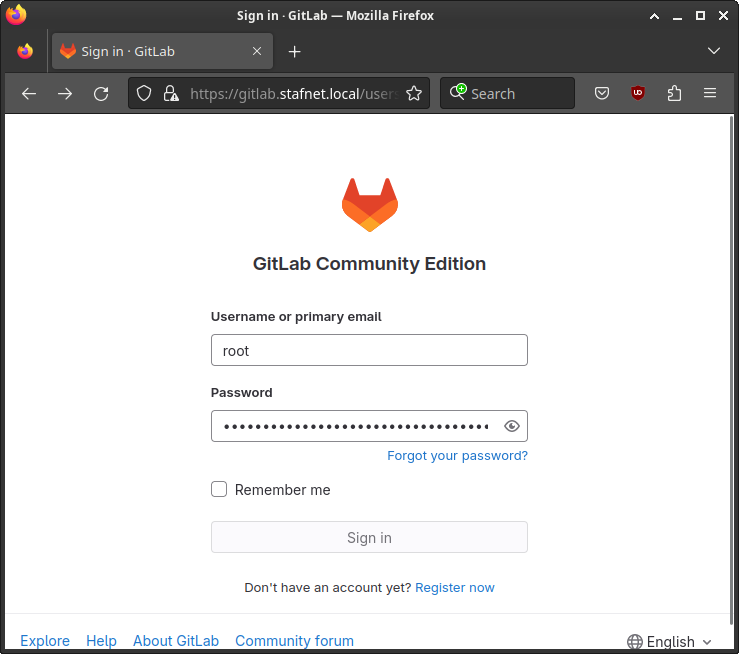 Sign in · GitLab — Mozilla Firefox
Sign in · GitLab
https://gitlab.stafnet.local/users
Search
GitLab Community Edition
Username or primary email
root
Password
Forgot your password?
Remember me
Sign in
Don't have an account yet? Register now
Explore Help About GitLab Community forum English